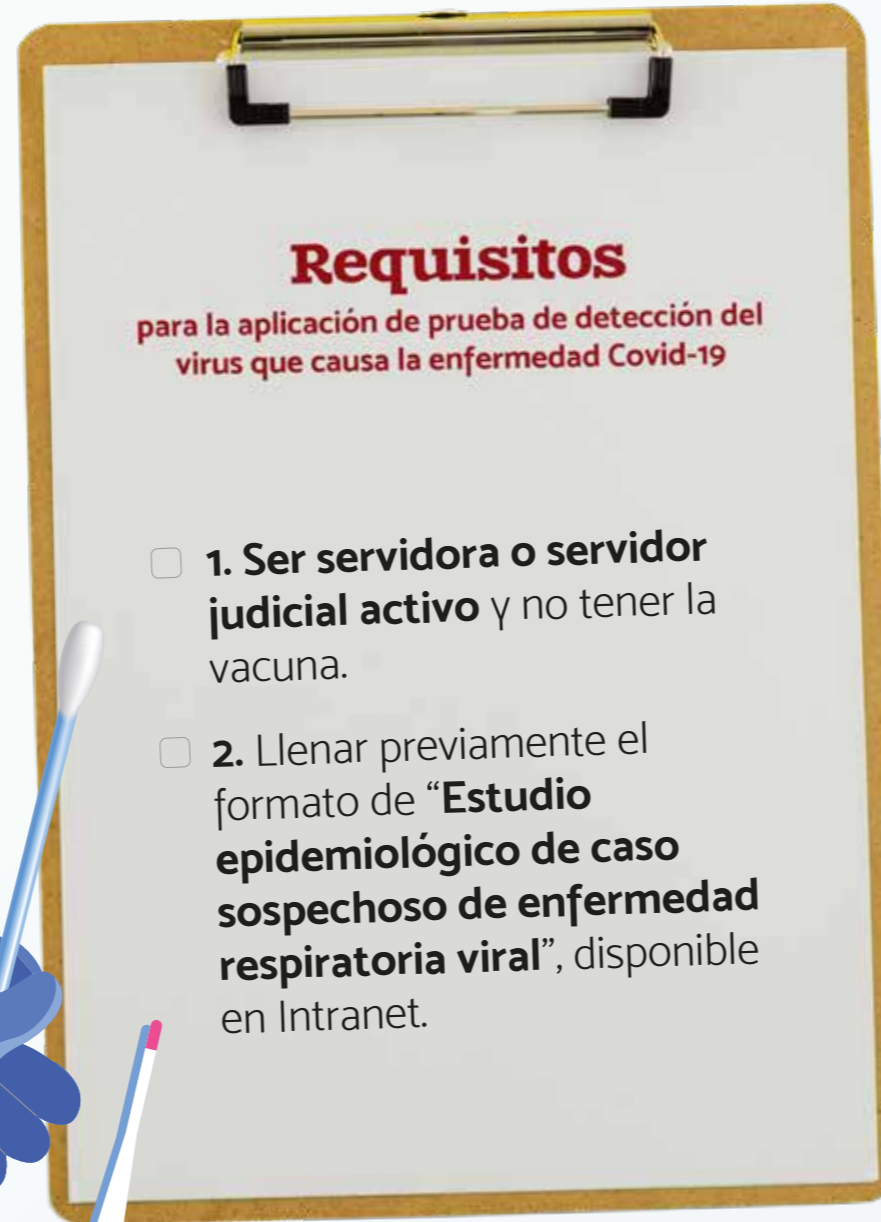 Requisitos
para la aplicación de prueba de detección del
virus que causa la enfermedad Covid-19
1. Ser servidora o servidor
judicial activo y no tener la
vacuna.
2. Llenar previamente el
formato de “Estudio
epidemiológico de caso
sospechoso de enfermedad
respiratoria viral”, disponible
en Intranet.